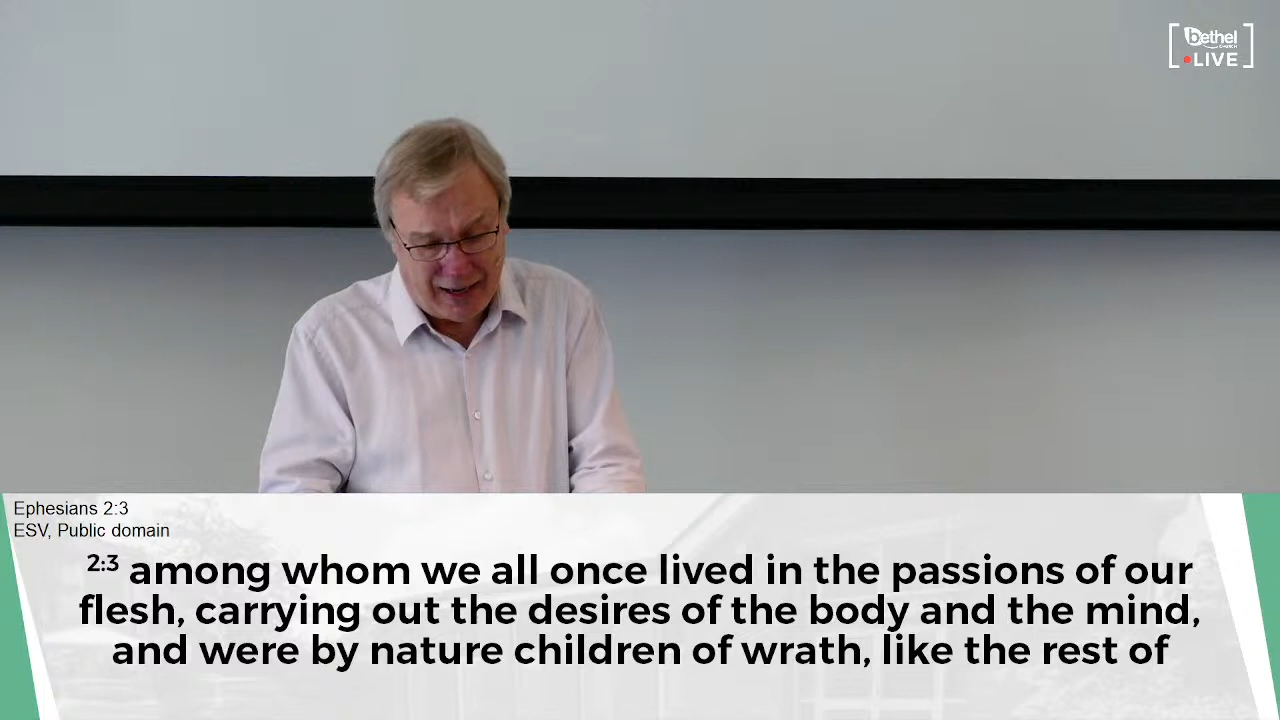 bethel
CHURCH
LIVE
Ephesians 2:3
ESV, Public domain
2:3 among whom we all once lived in the passions of our
flesh, carrying out the desires of the body and the mind,
and were by nature children of wrath, like the rest of